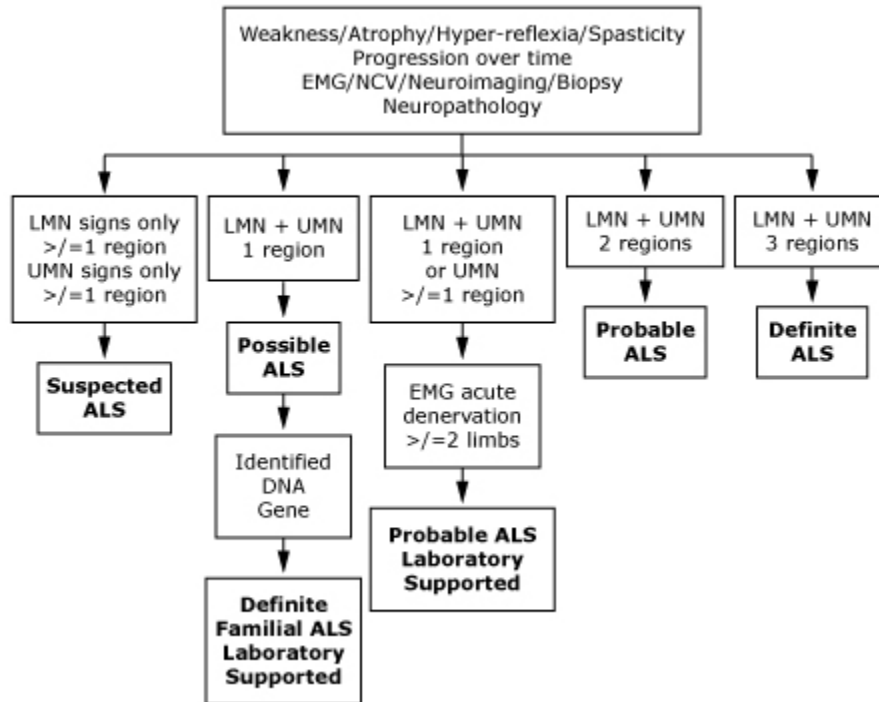 Weakness/Atrophy/Hyper-reflexia/Spasticity
Progression over time
EMG/NCV/Neuroimaging/Biopsy
Neuropathology
LMN signs only
>/=1 region
UMN signs only
>/=1 region
Suspected
ALS
LMN + UMN
1 region
Possible
ALS
Identified
DNA
Gene
Definite
Familial ALS
Laboratory
Supported
LMN + UMN
1 region
or UMN
>/=1 region
EMG acute
denervation
>/=2 limbs
Probable ALS
Laboratory
Supported
LMN + UMN
2 regions
Probable
ALS
LMN + UMN
3 regions
Definite
ALS